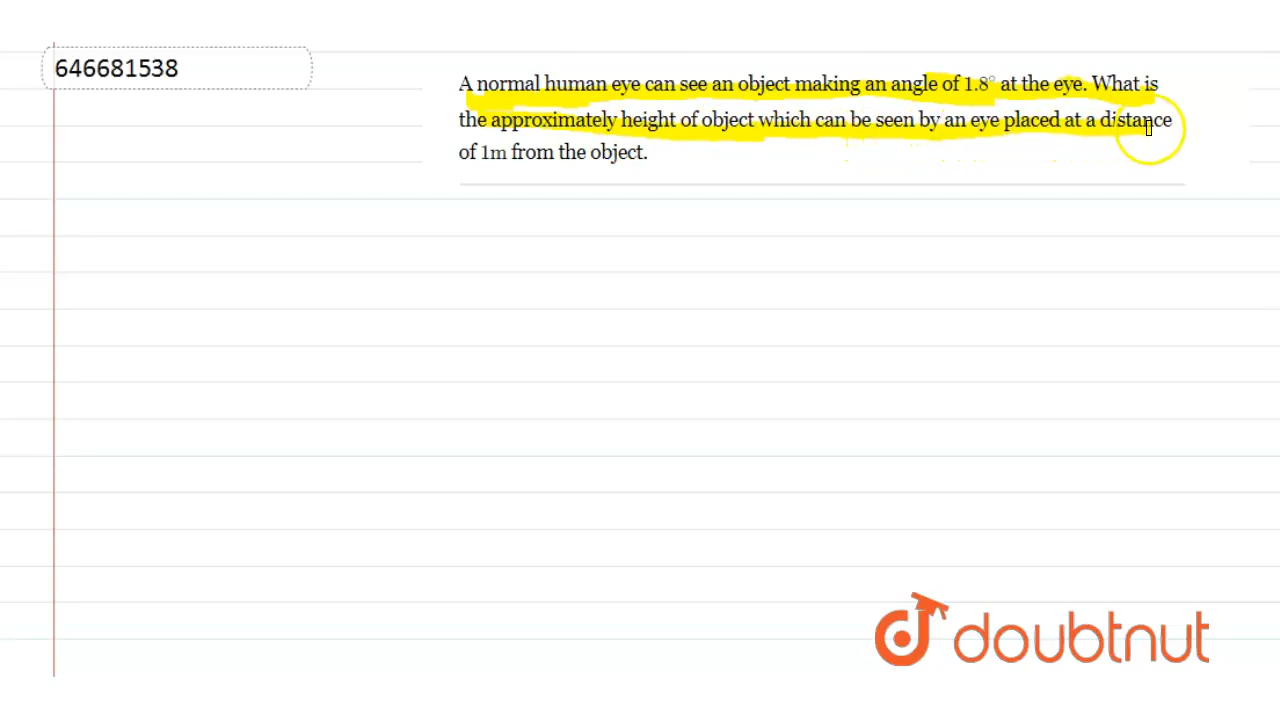 646681538
A normal human eye can see an object making an angle of 1.8° at the eye. What is
the approximately height of object which can be seen by an eye placed at a distance
of 1m from the object.
doubtnut